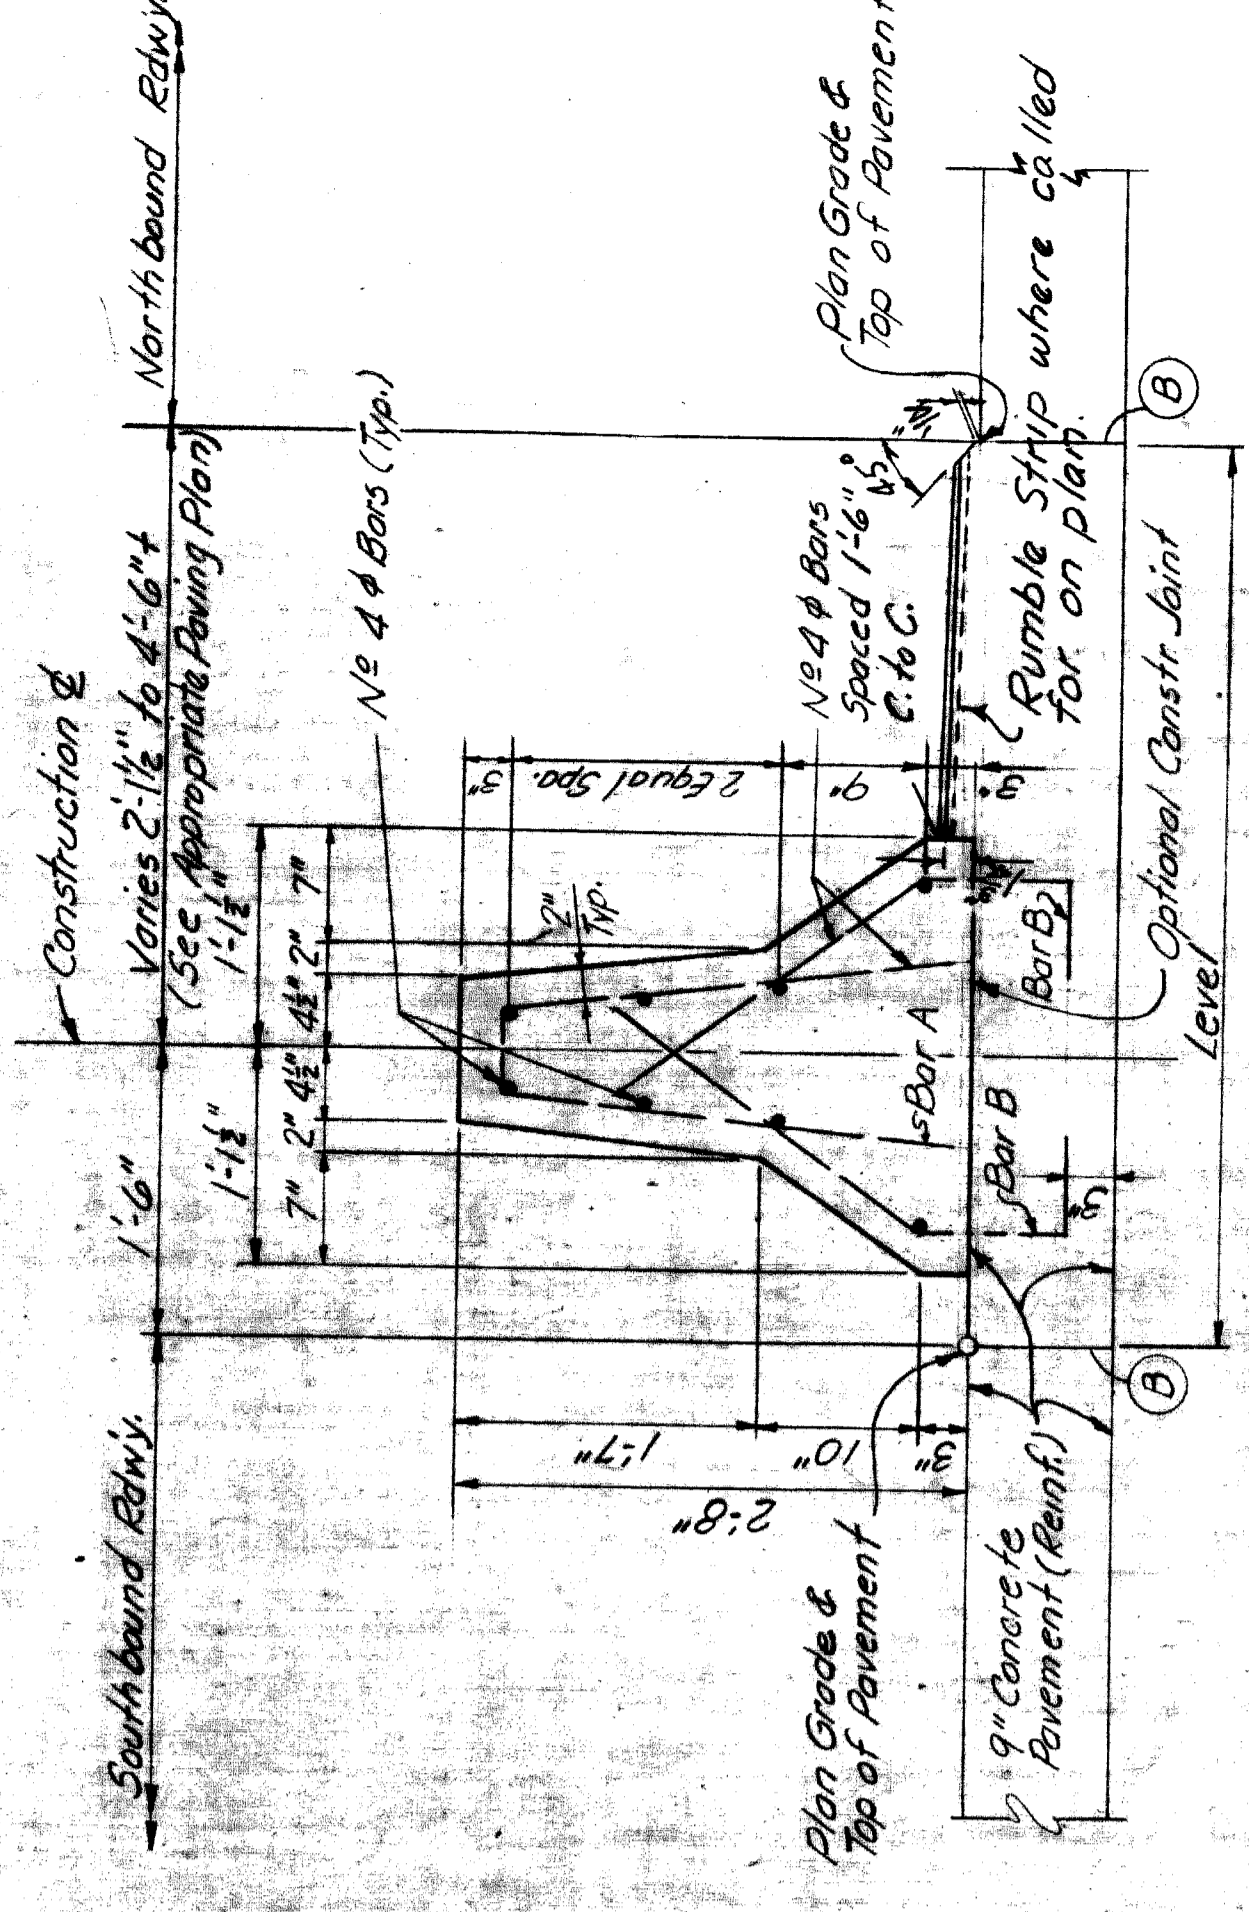 Construction ℄
Southbound Rdw'y.
1'-6"
Varies 2'-1½" to 4'-6"±
(See Appropriate Paving Plan)
Northbound Rdw'y.
1'-1½"
1'-1½"
7"
2"
4½"
4½"
2"
7"
Nº 4 ϕ Bars (Typ.)
2"
Typ.
3"
2 Equal Spa.
9"
3"
Nº 4 ϕ Bars
Spaced 1'-6"
C. to C.
45°
¼"
Plan Grade &
Top of Pavement
1'-7"
10"
3"
2'-8"
Plan Grade &
Top of Pavement
Bar A
Bar B
Bar B
3"
Rumble Strip where called
for on plan.
9" Concrete
Pavement (Reinf.)
Optional Constr. Joint
Level
B
B